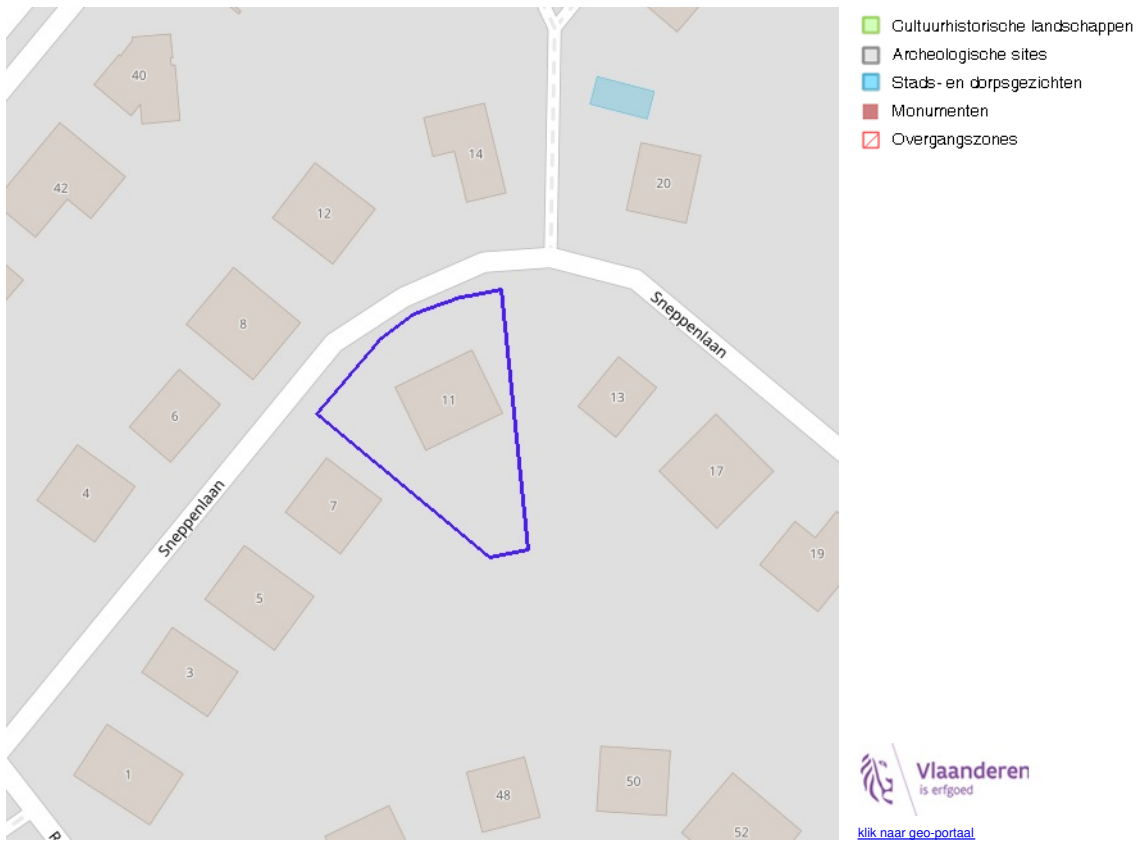 Cultuurhistorische landschappen
Archeologische sites
Stads- en dorpsgezichten
Monumenten
Overgangszones
40
42
14
20
12
8
Sneppenlaan
6
11
13
4
7
17
Sneppenlaan
19
5
3
1
48
50
52
Vlaanderen
is erfgoed
klik naar geo-portaal